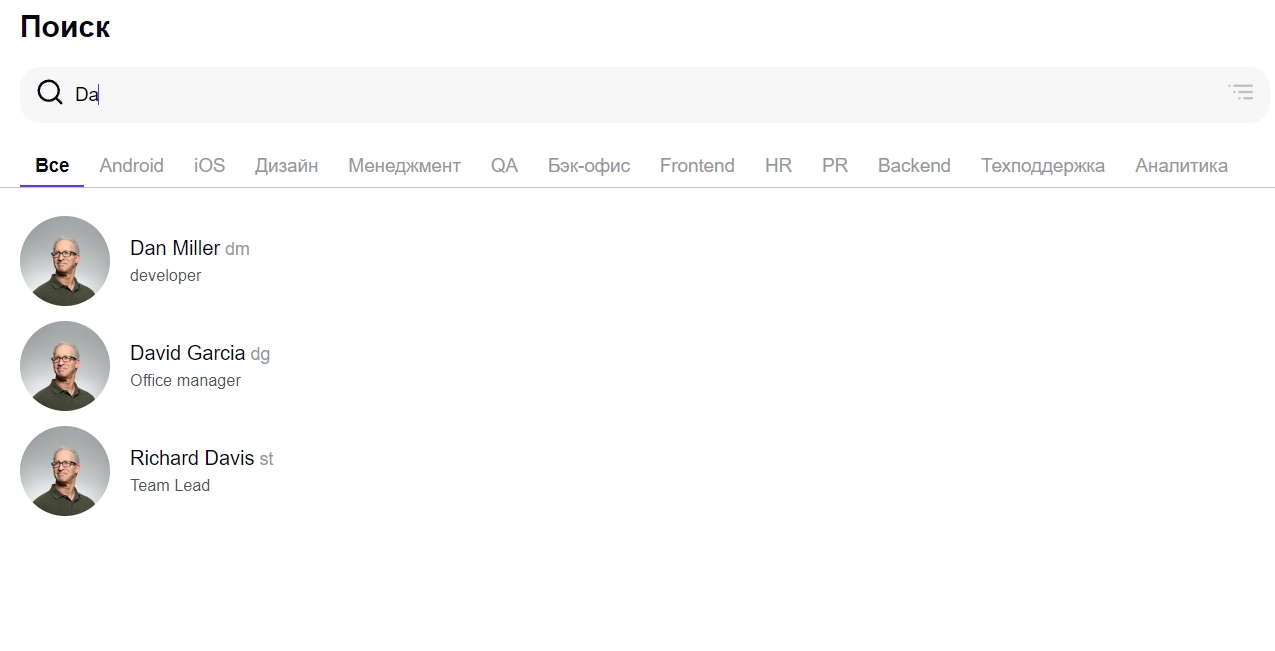 Поиск
Da
Все Android iOS Дизайн Менеджмент QA Бэк-офис Frontend HR PR Backend Техподдержка Аналитика
Dan Miller dm
developer
David Garcia dg
Office manager
Richard Davis st
Team Lead